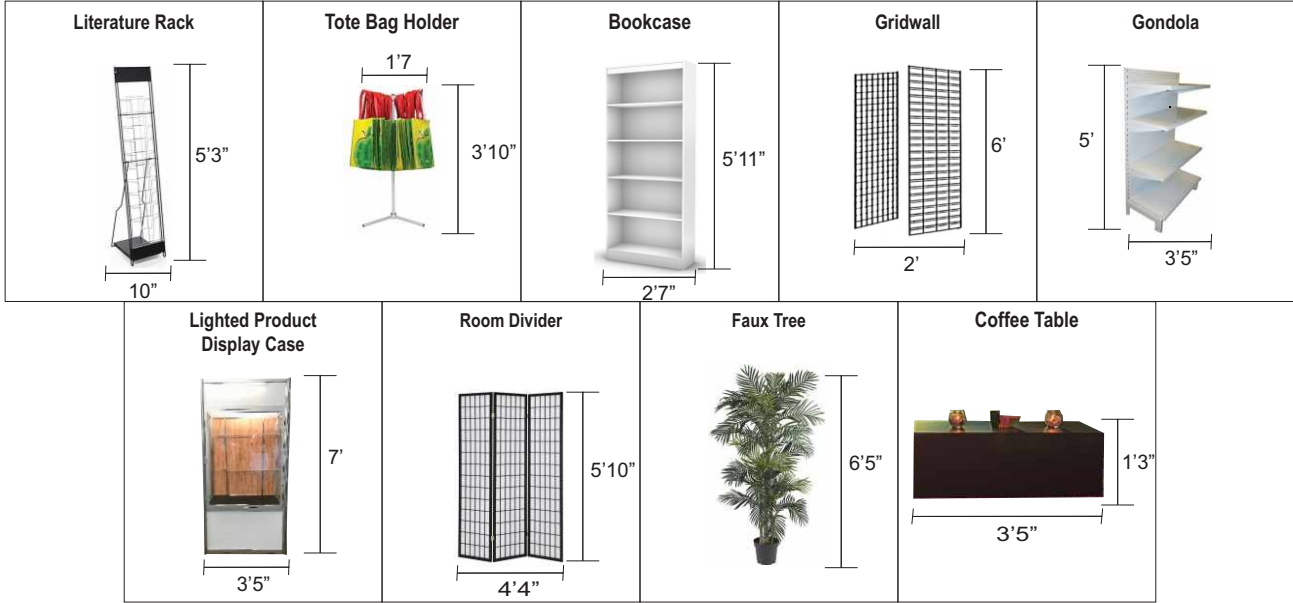 Literature Rack
5’3”
10”
Tote Bag Holder
1’7
3’10”
Bookcase
5’11”
2’7”
Gridwall
6’
2’
Gondola
5’
3’5”
Lighted Product
Display Case
7’
3’5”
Room Divider
5’10”
4’4”
Faux Tree
6’5”
Coffee Table
1’3”
3’5”